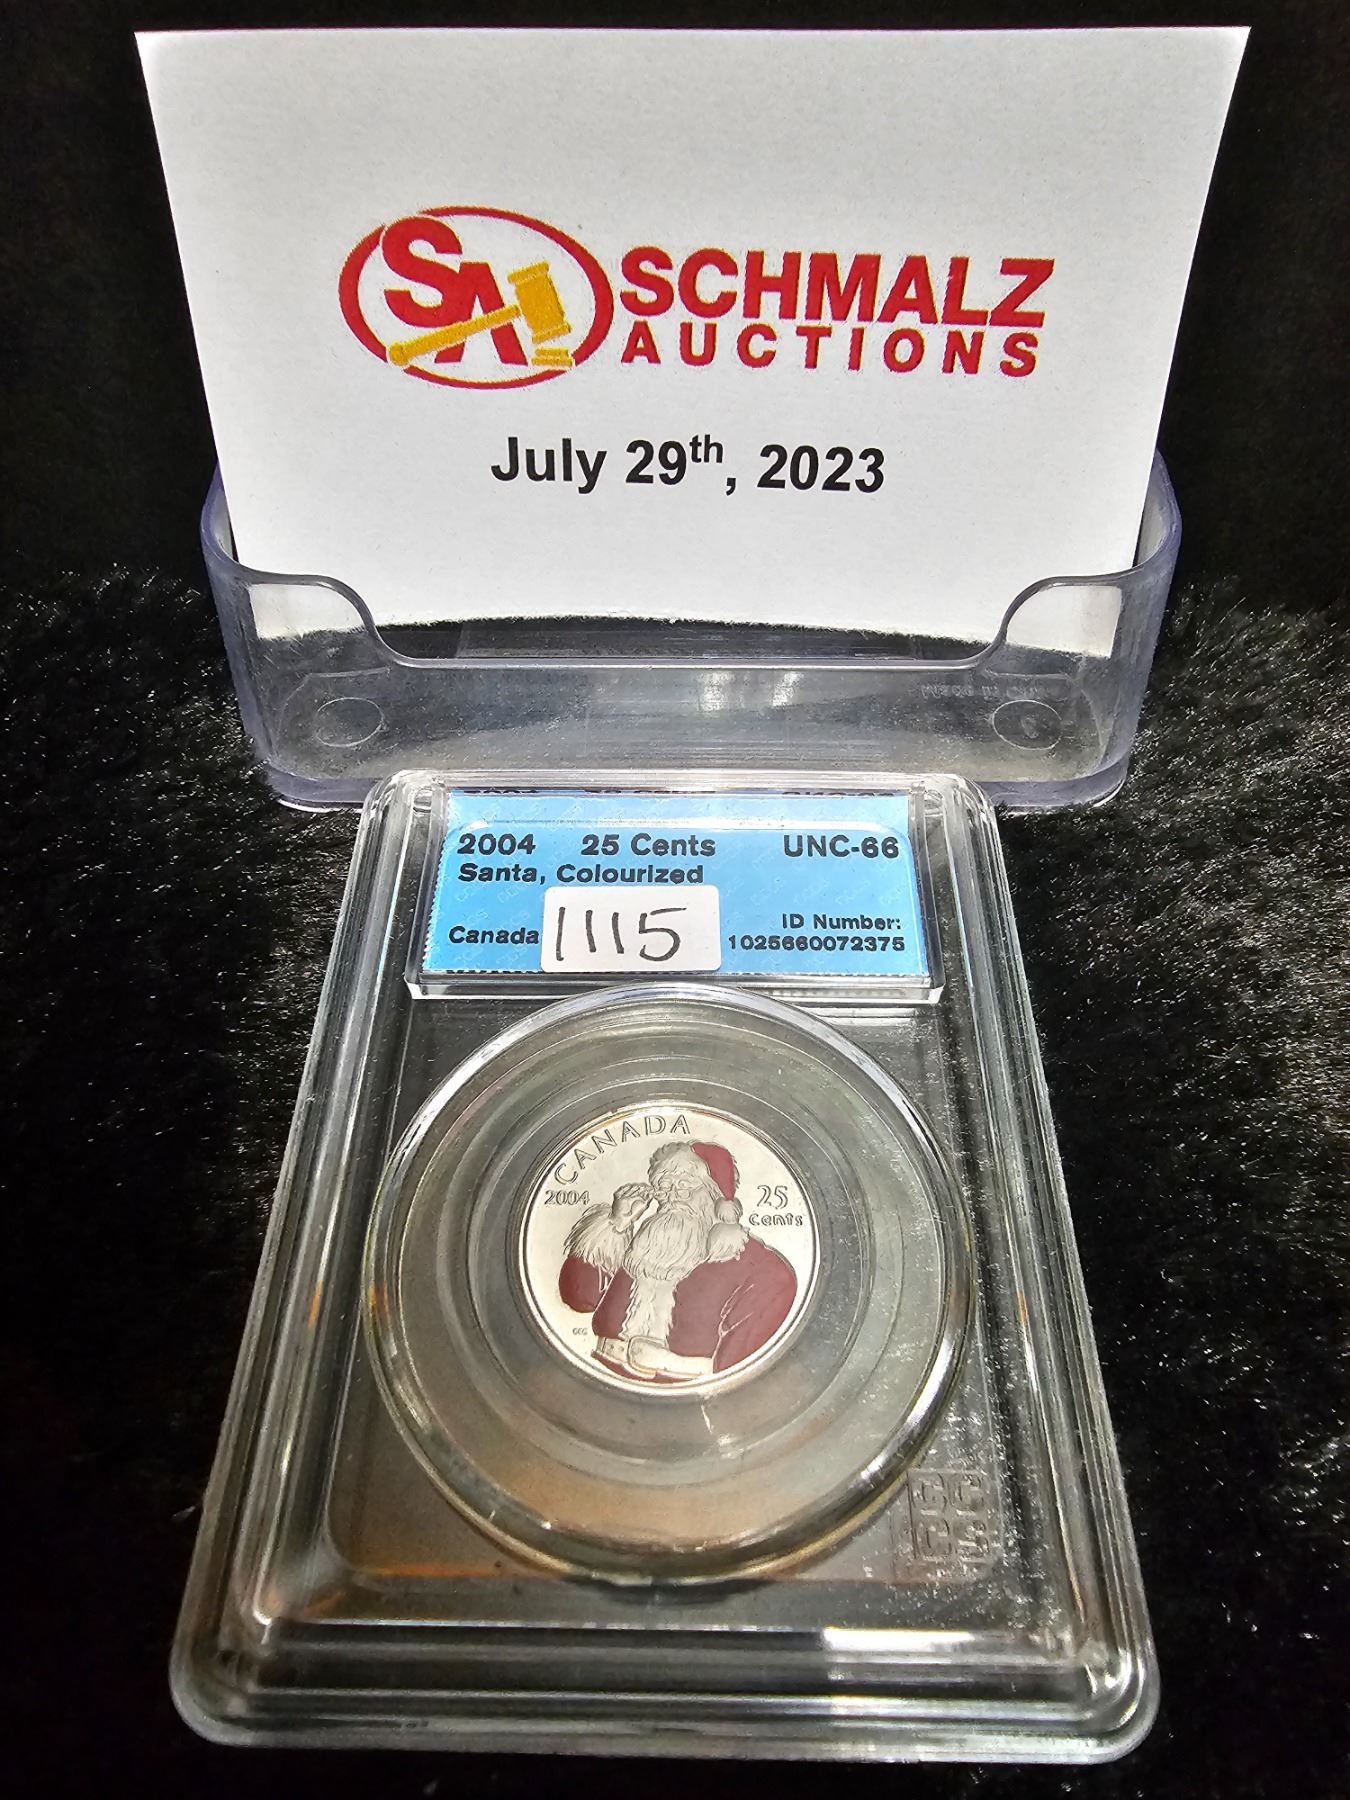 SA
SCHMALZ
AUCTIONS
July 29th, 2023
2004 25 Cents UNC-66
Santa, Colourized
Canada 1115 ID Number:
1025660072375
CANADA
2004 25
cents
CCCS